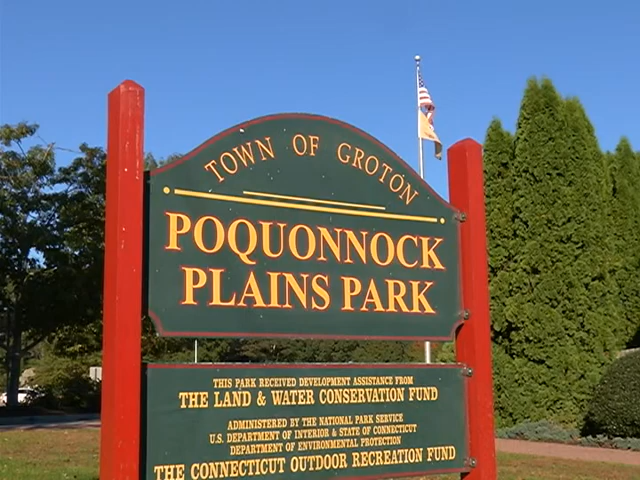 TOWN OF GROTON
POQUONNOCK
PLAINS PARK
THIS PARK RECEIVED DEVELOPMENT ASSISTANCE FROM
THE LAND & WATER CONSERVATION FUND
ADMINISTERED BY THE NATIONAL PARK SERVICE
U.S. DEPARTMENT OF INTERIOR & STATE OF CONNECTICUT
DEPARTMENT OF ENVIRONMENTAL PROTECTION
THE CONNECTICUT OUTDOOR RECREATION FUND